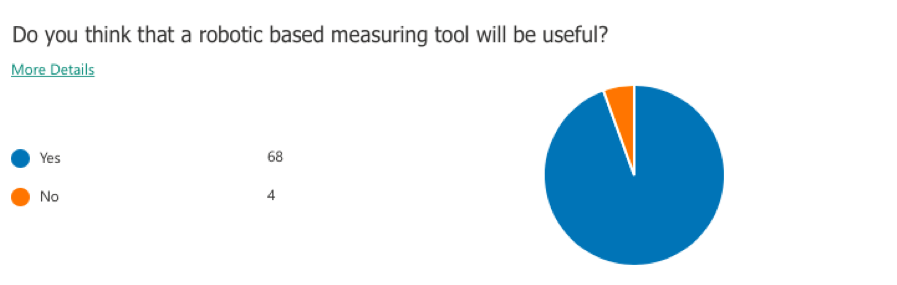 Do you think that a robotic based measuring tool will be useful?
More Details
Yes 68
No 4